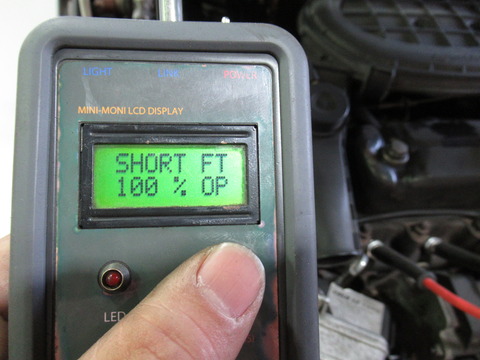 LIGHT LINK POWER
MINI-MONI LCD DISPLAY
SHORT FT
100 % OP
LED